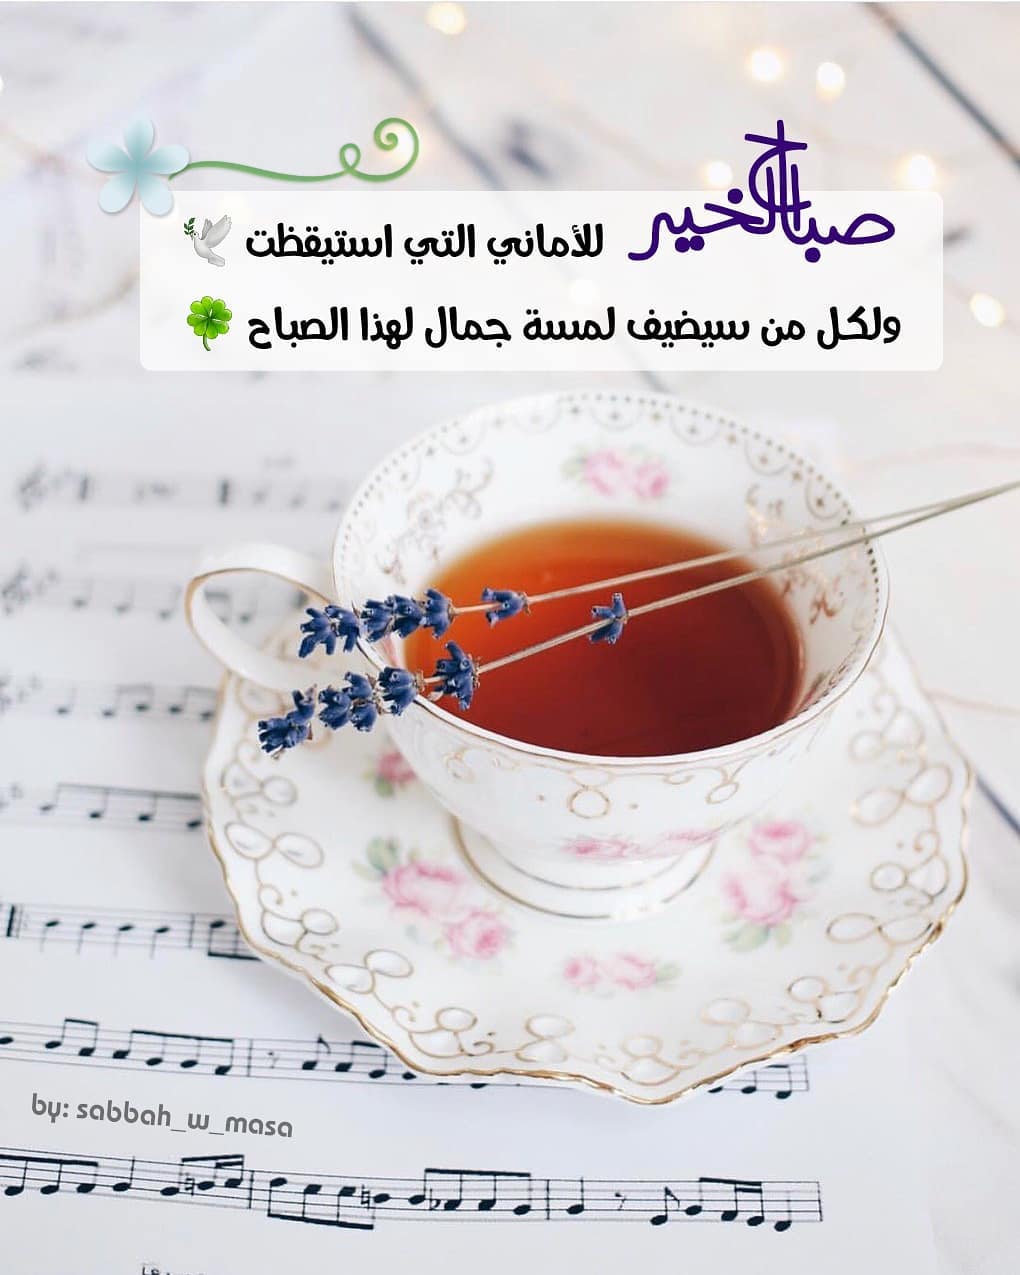 صباح الخير للأماني التي استيقظت 🕊️
ولكل من سيضيف لمسة جمال لهذا الصباح 🍀
by: sabbah_w_masa